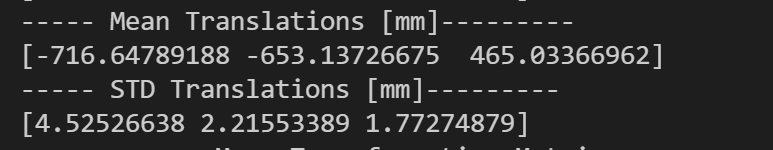 ----- Mean Translations [mm]---------
[-716.64789188 -653.13726675  465.03366962]
----- STD Translations [mm]---------
[4.52526638 2.21553389 1.77274879]